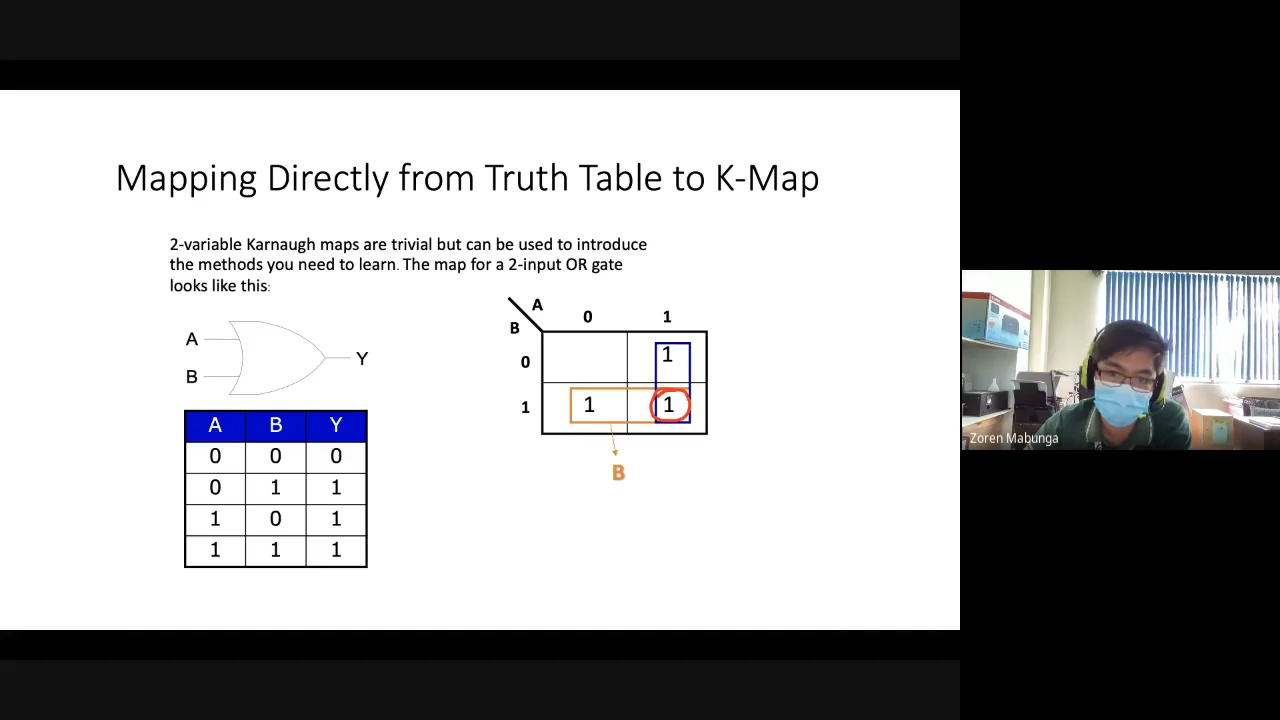 Mapping Directly from Truth Table to K-Map
2-variable Karnaugh maps are trivial but can be used to introduce
the methods you need to learn. The map for a 2-input OR gate
looks like this:
A
B
Y
A B Y
0 0 0
0 1 1
1 0 1
1 1 1
A
B
0 1
0 1
1 1 1
B
Zoren Mabunga